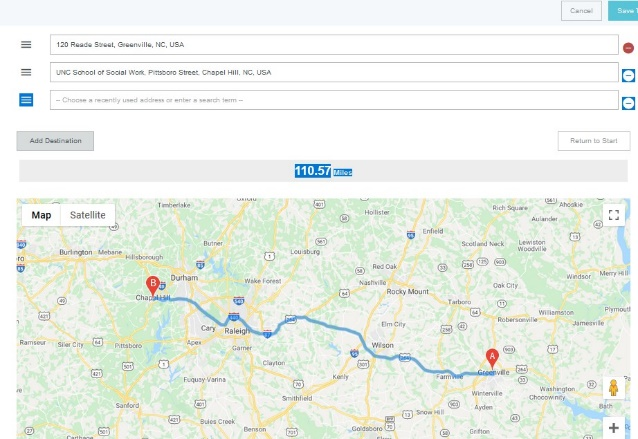 Cancel
Save
120 Reade Street, Greenville, NC, USA
UNC School of Social Work, Pittsboro Street, Chapel Hill, NC, USA
-- Choose a recently used address or enter a search term --
Add Destination
Return to Start
110.57 Miles
Map
Satellite
Timberlake
Oxford
Hollister
Rich Square
Ahoskie
Aulander
Butner
Enfield
Scotland Neck
Lewiston Woodville
Burlington
Mebane
Hillsborough
Louisburg
Durham
Red Oak
Oak City
Windsor
Merry Hill
Wake Forest
Nashville
Rocky Mount
B
Chapel Hill
Tarboro
Williamston
Plymouth
Robersonville
Jamesville
Elm City
Cary
Raleigh
Ramseur
Siler City
Pittsboro
Apex
Garner
Wilson
A
Clayton
Farmville
Greenville
Fuquay Varina
Kenly
Winterville
Washington
Chocowinity
Bath
Smithfield
Sanford
Snow Hill
Ayden
Buies Creek
Benson
Goldsboro
Grifton